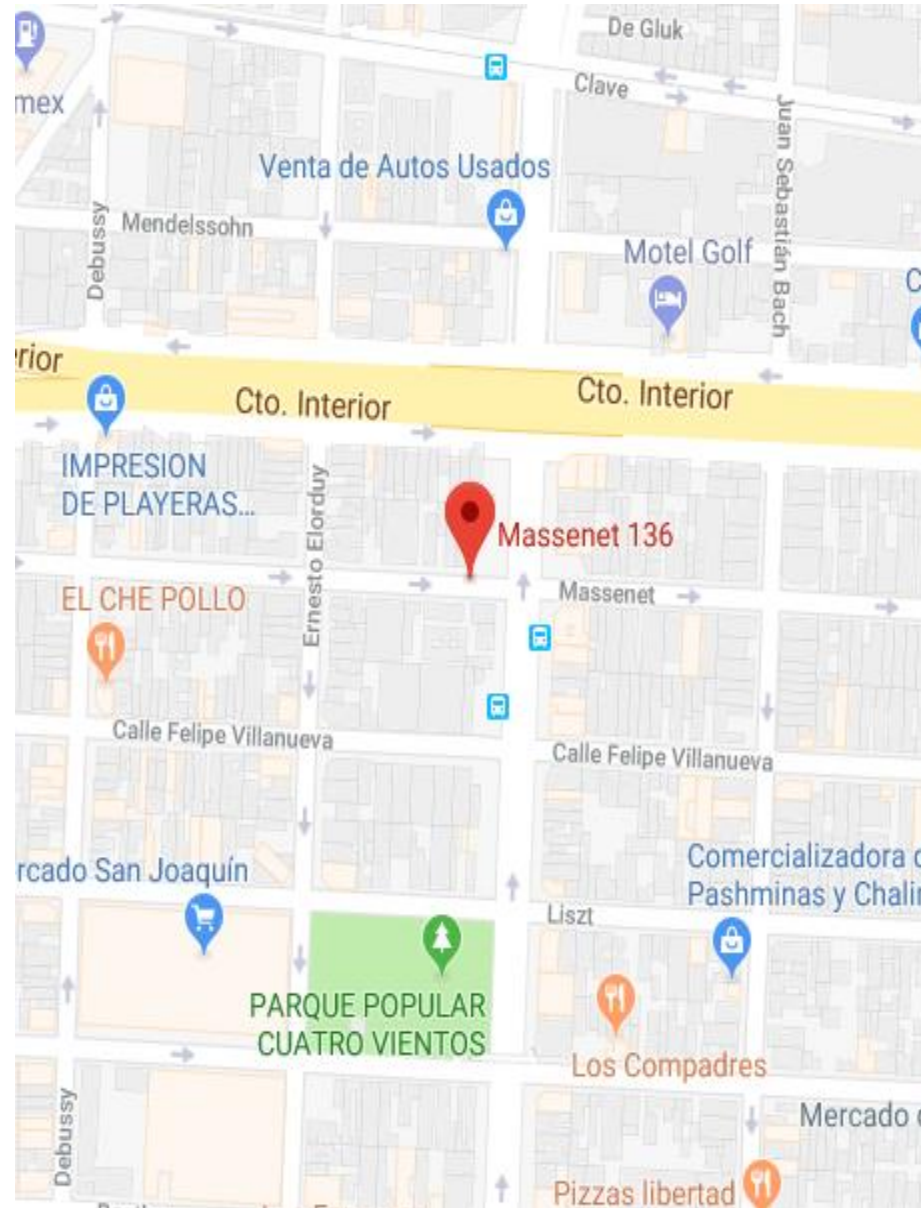 De Gluk
Clave
mex
Juan Sebastián Bach
Venta de Autos Usados
Mendelssohn
Debussy
Motel Golf
C
rior
Cto. Interior
Cto. Interior
IMPRESION
DE PLAYERAS...
Ernesto Elorduy
Massenet 136
EL CHE POLLO
Massenet
Calle Felipe Villanueva
Calle Felipe Villanueva
rcado San Joaquín
Comercializadora d
Pashminas y Chalin
Liszt
PARQUE POPULAR
CUATRO VIENTOS
Los Compadres
Debussy
Mercado
Pizzas libertad